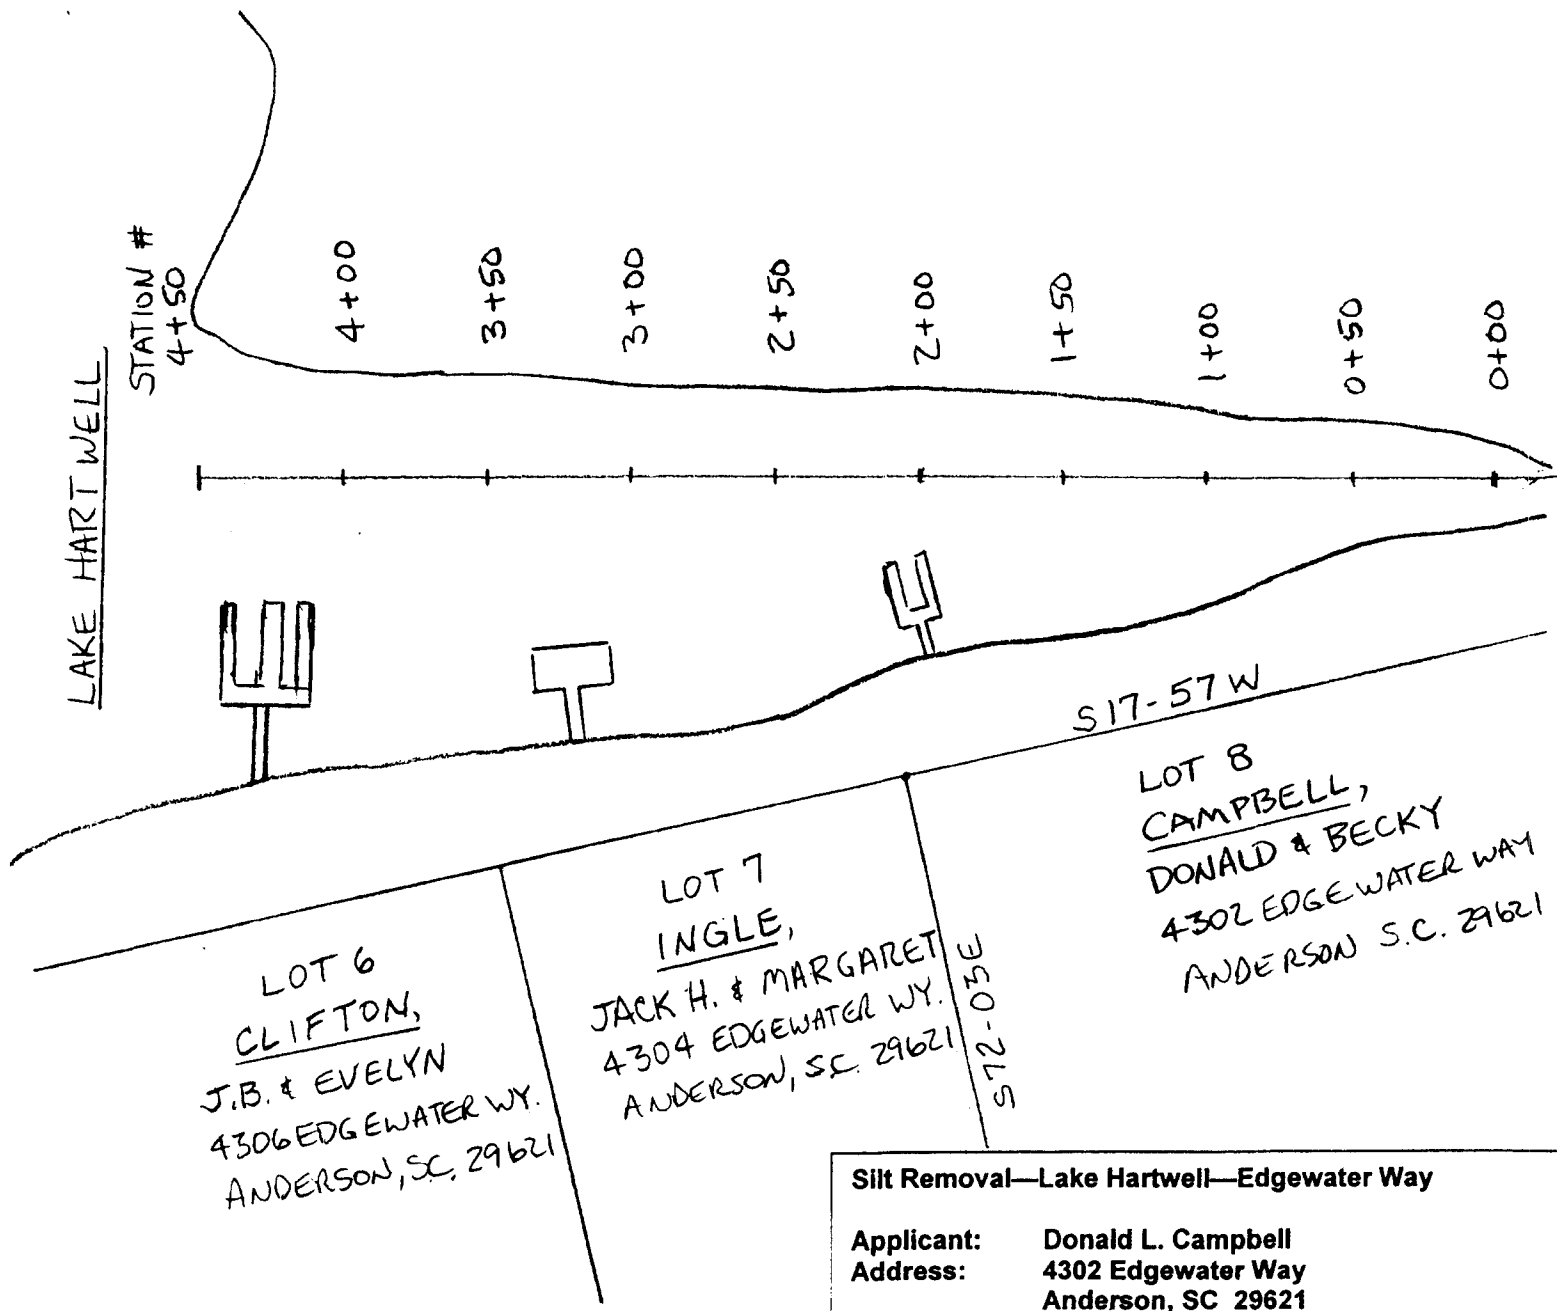 LAKE HARTWELL
STATION #
4+50
4+00
3+50
3+00
2+50
2+00
1+50
1+00
0+50
0+00
S17-57W
LOT 6
CLIFTON,
J.B. & EVELYN
4306 EDGEWATER WY.
ANDERSON, S.C. 29621
LOT 7
INGLE,
JACK H. & MARGARET
4304 EDGEWATER WY.
ANDERSON, S.C. 29621
S72-03E
LOT 8
CAMPBELL,
DONALD & BECKY
4302 EDGEWATER WAY
ANDERSON S.C. 29621
Silt Removal—Lake Hartwell—Edgewater Way
Applicant: Donald L. Campbell
Address: 4302 Edgewater Way
Anderson, SC 29621